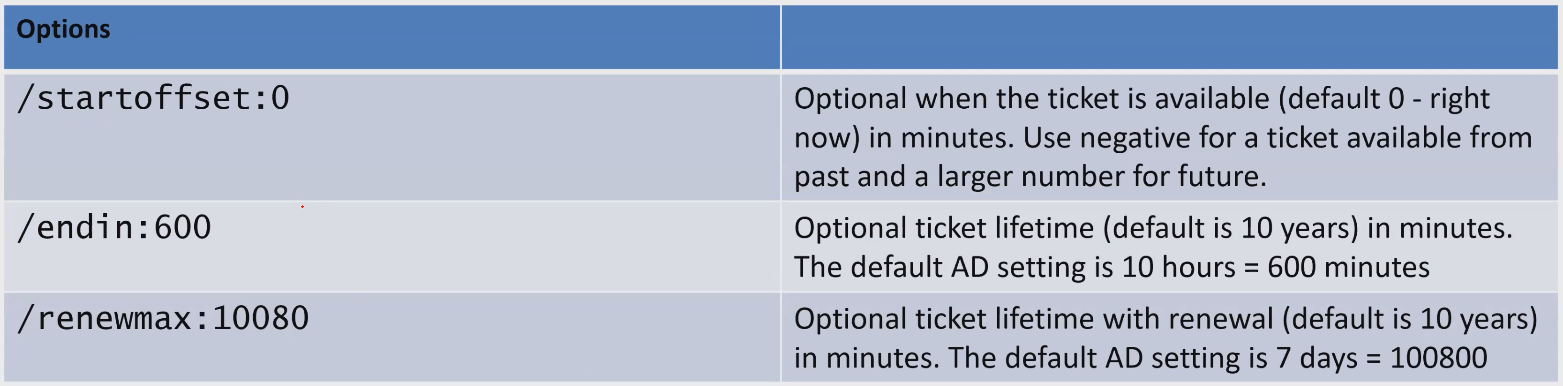 Options
/startoffset:0
Optional when the ticket is available (default 0 - right
now) in minutes. Use negative for a ticket available from
past and a larger number for future.
/endin:600
Optional ticket lifetime (default is 10 years) in minutes.
The default AD setting is 10 hours = 600 minutes
/renewmax:10080
Optional ticket lifetime with renewal (default is 10 years)
in minutes. The default AD setting is 7 days = 100800